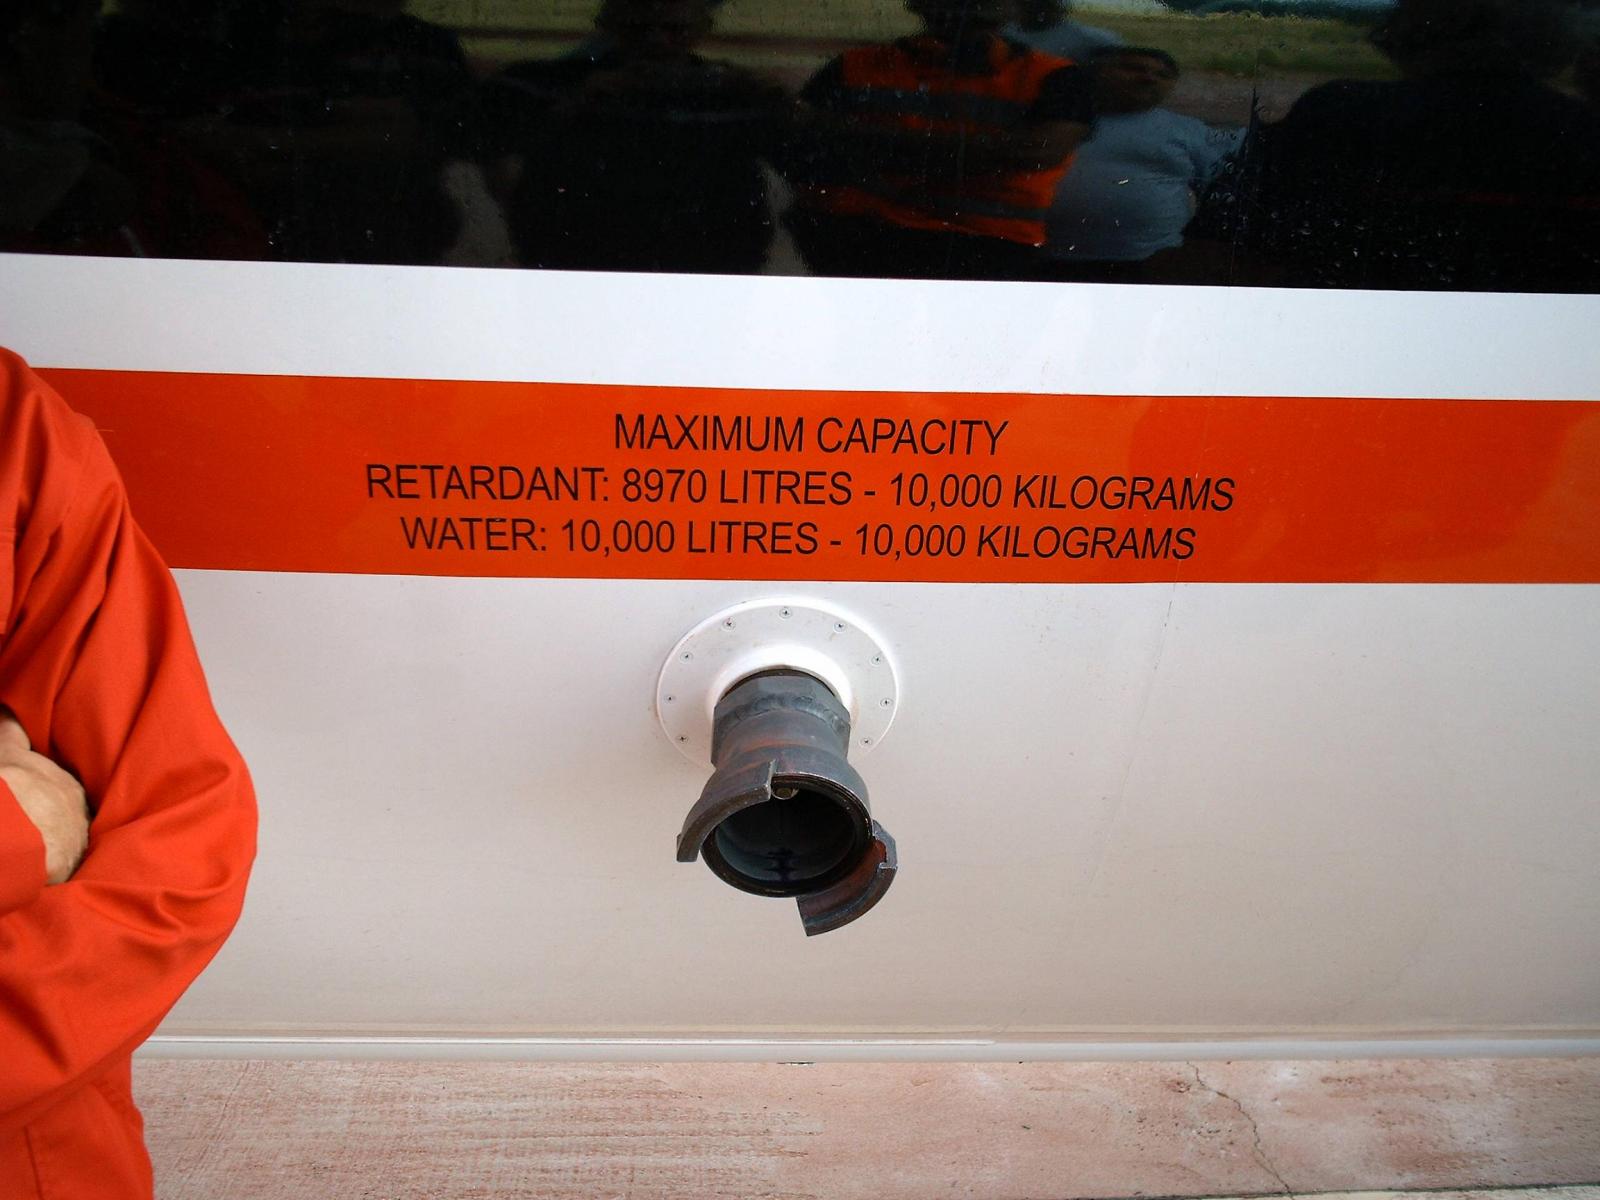 MAXIMUM CAPACITY
RETARDANT: 8970 LITRES - 10,000 KILOGRAMS
WATER: 10,000 LITRES - 10,000 KILOGRAMS